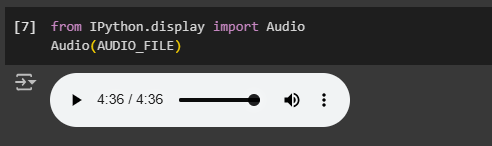 [7] from IPython.display import Audio
Audio(AUDIO_FILE)
4:36 / 4:36